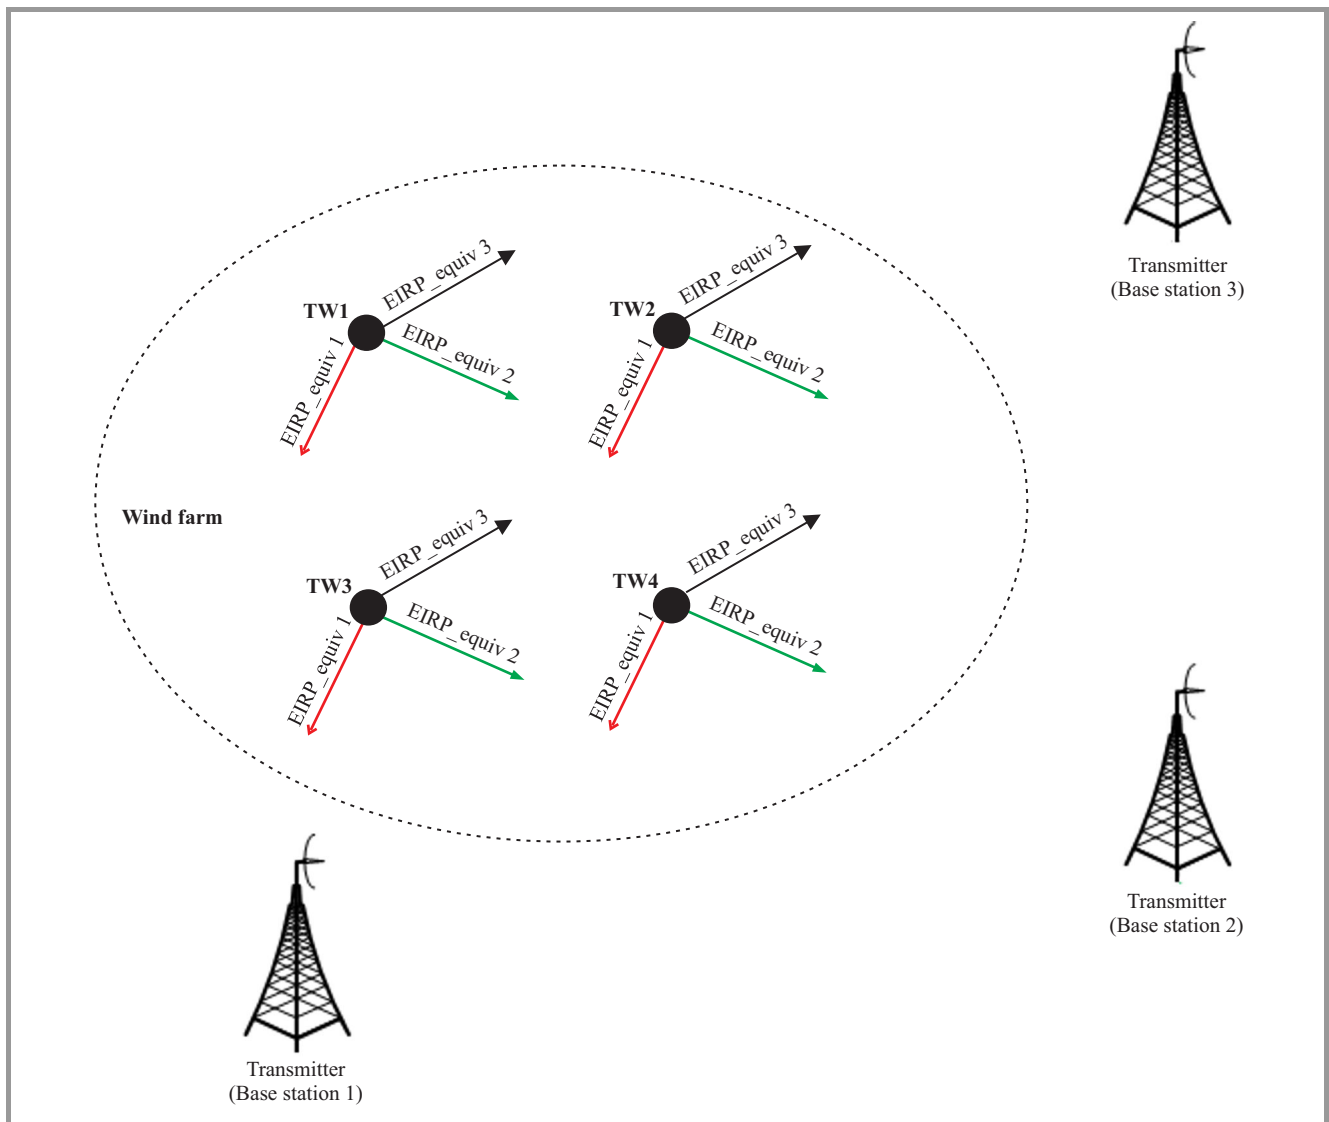 Transmitter
(Base station 3)
EIRP_equiv 3
EIRP_equiv 3
TW1
TW2
EIRP_equiv 2
EIRP_equiv 2
EIRP_equiv 1
EIRP_equiv 1
Wind farm
EIRP_equiv 3
EIRP_equiv 3
TW3
TW4
EIRP_equiv 2
EIRP_equiv 2
EIRP_equiv 1
EIRP_equiv 1
Transmitter
(Base station 2)
Transmitter
(Base station 1)